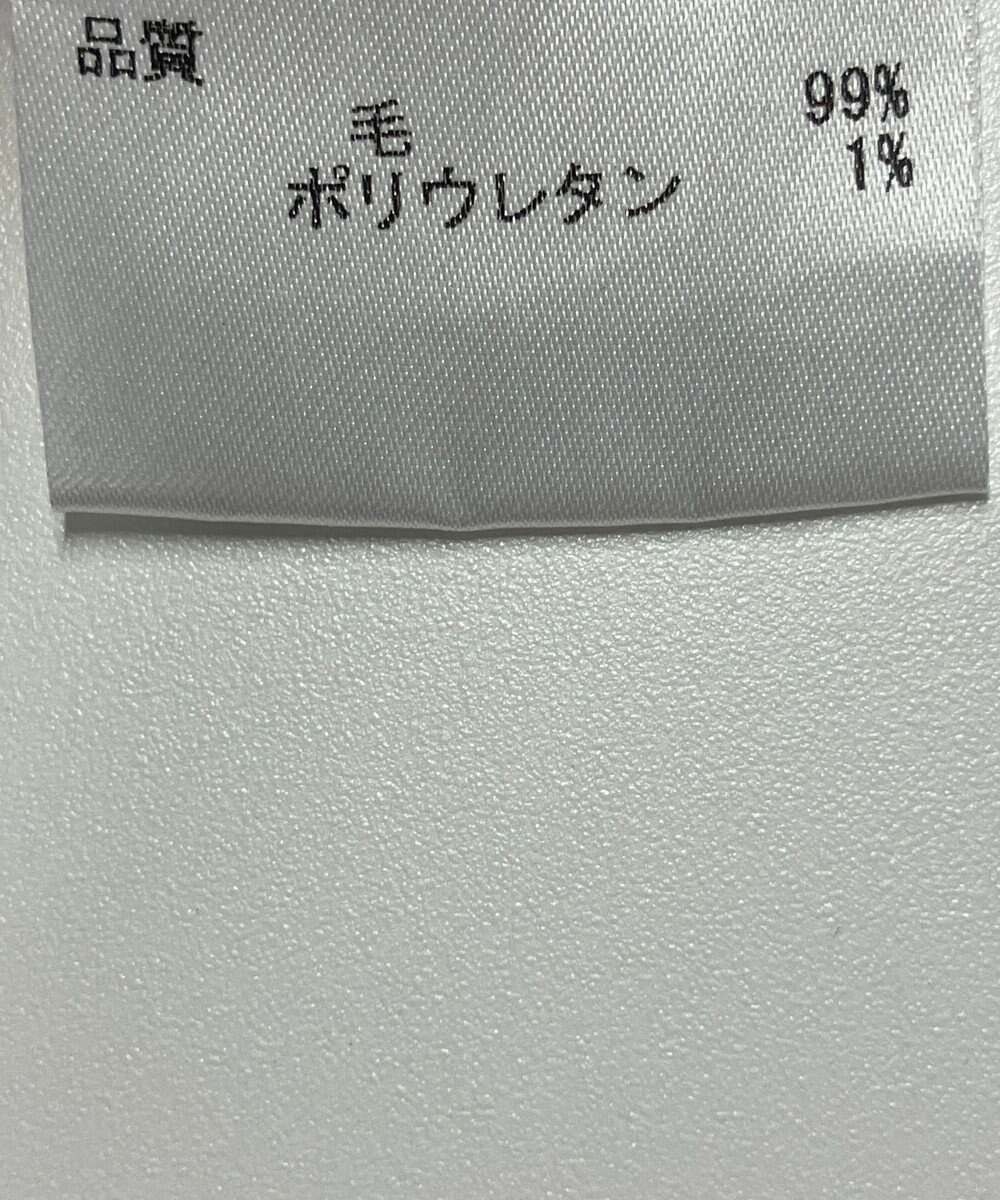 品質
毛 99%
ポリウレタン 1%